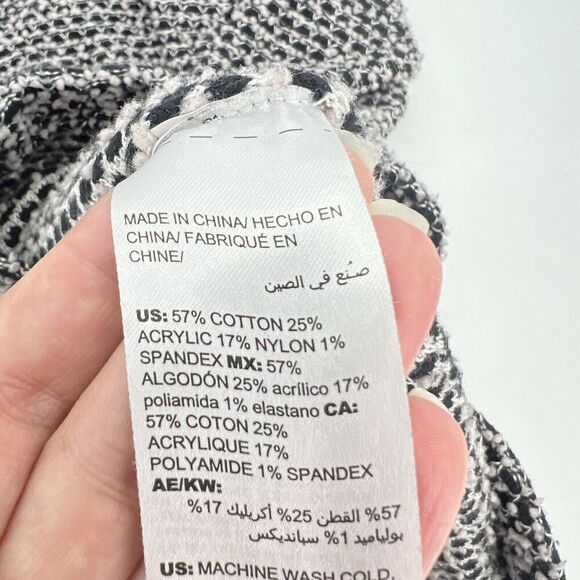 MADE IN CHINA/ HECHO EN
CHINA/ FABRIQUÉ EN
CHINE/
صنع في الصين
US: 57% COTTON 25%
ACRYLIC 17% NYLON 1%
SPANDEX MX: 57%
ALGODÓN 25% acrílico 17%
poliamida 1% elastano CA:
57% COTON 25%
ACRYLIQUE 17%
POLYAMIDE 1% SPANDEX
AE/KW:
57% القطن 25% أكريليك 17%
بولياميد 1% سبانديكس
US: MACHINE WASH COLD,